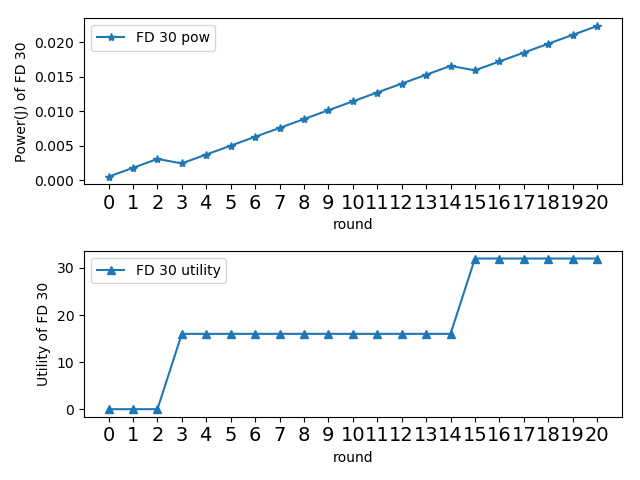 FD 30 pow
Power(J) of FD 30
0.020
0.015
0.010
0.005
0.000
0 1 2 3 4 5 6 7 8 9 10 11 12 13 14 15 16 17 18 19 20
round
FD 30 utility
Utility of FD 30
30
20
10
0
0 1 2 3 4 5 6 7 8 9 10 11 12 13 14 15 16 17 18 19 20
round